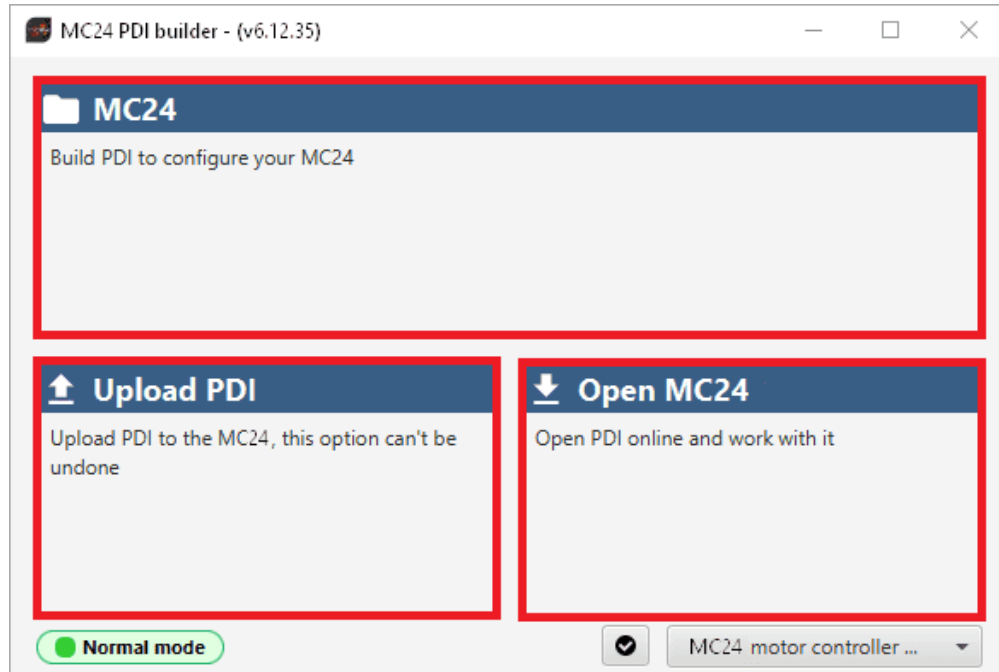 MC24 PDI builder - (v6.12.35)
MC24
Build PDI to configure your MC24
Upload PDI
Upload PDI to the MC24, this option can't be
undone
Open MC24
Open PDI online and work with it
Normal mode
MC24 motor controller ...